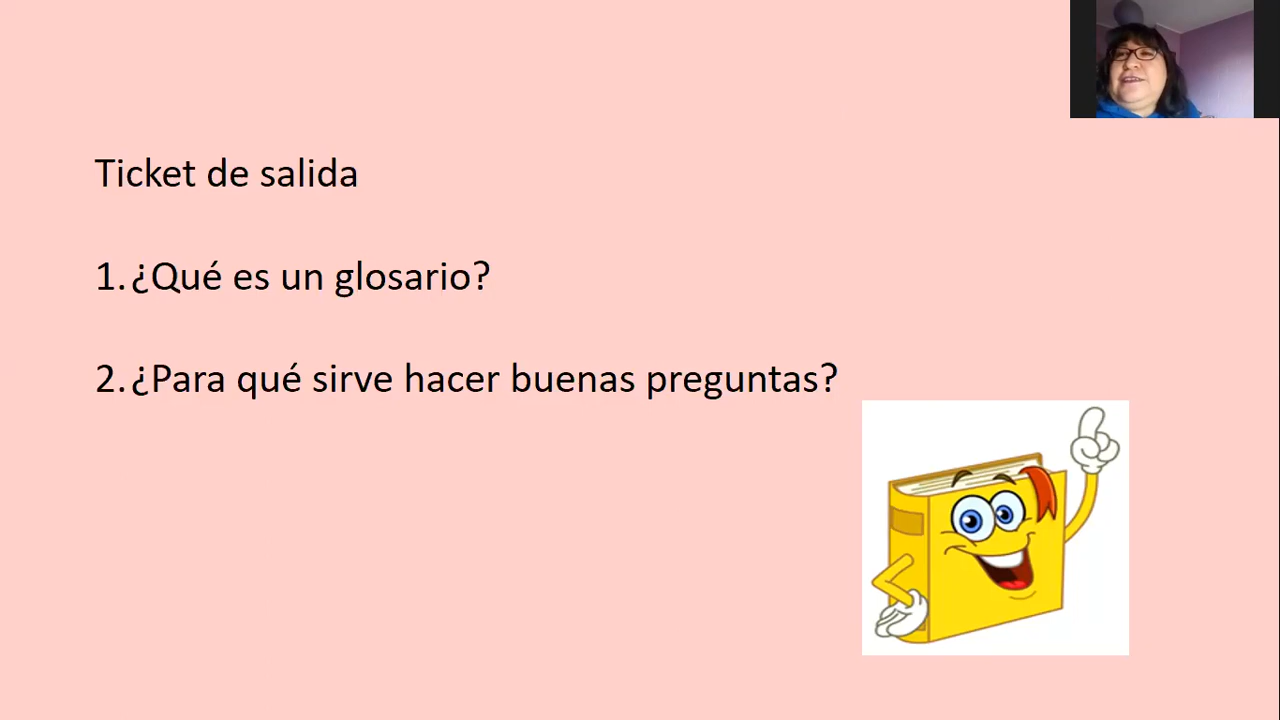 Ticket de salida
1. ¿Qué es un glosario?
2. ¿Para qué sirve hacer buenas preguntas?